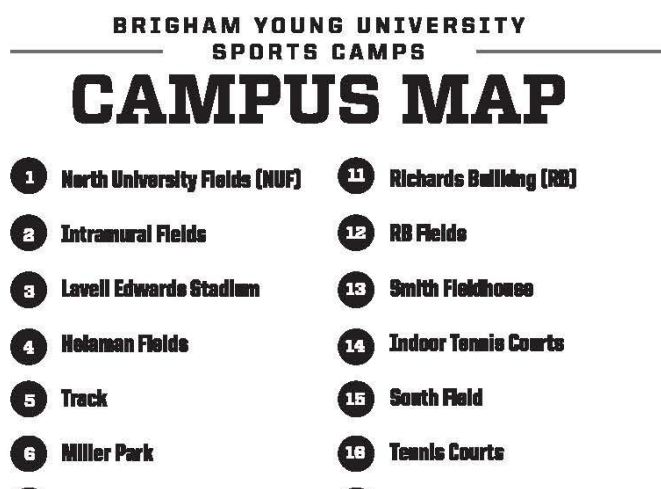 BRIGHAM YOUNG UNIVERSITY
SPORTS CAMPS
CAMPUS MAP
1 North University Fields (NUF)
2 Intramural Fields
3 Lavell Edwards Stadium
4 Helaman Fields
5 Track
6 Miller Park
11 Richards Building (RB)
12 RB Fields
13 Smith Fieldhouse
14 Indoor Tennis Courts
15 South Field
16 Tennis Courts